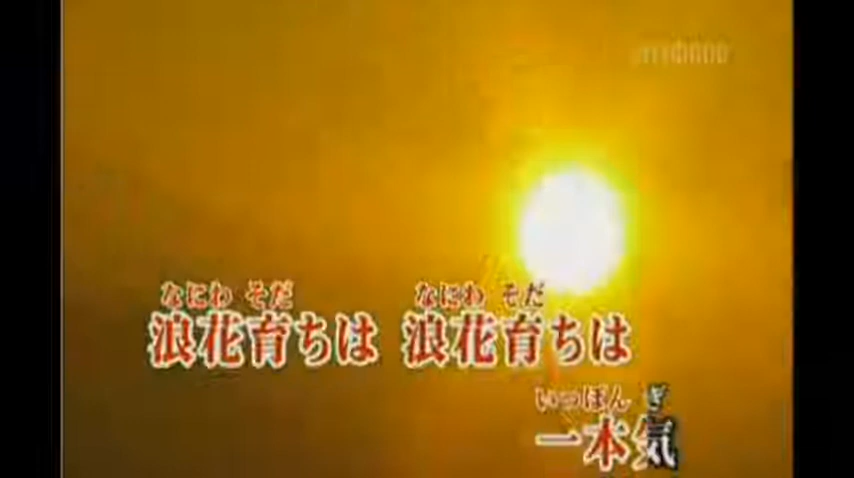 なにわ そだ なにわ そだ
浪花育ちは 浪花育ちは
いっぽん ぎ
一本気